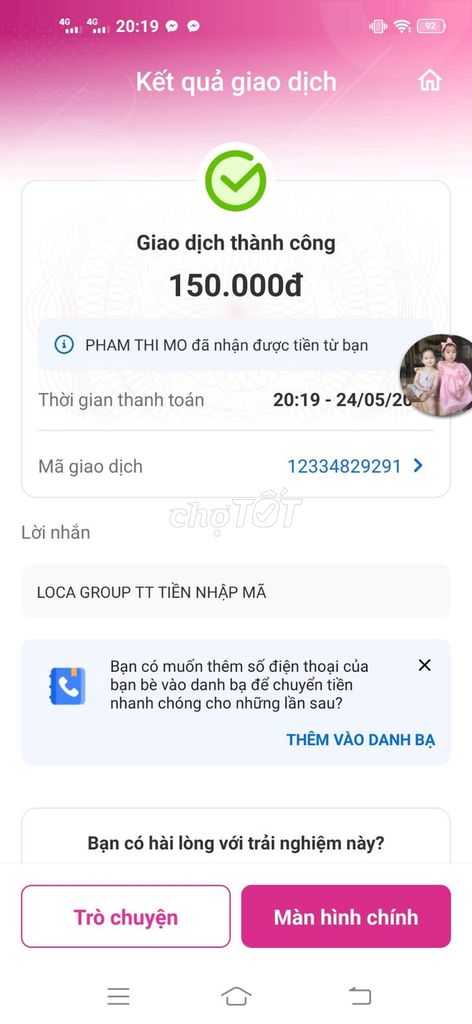 4G 4G 20:19 92
Kết quả giao dịch
Giao dịch thành công
150.000đ
PHAM THI MO đã nhận được tiền từ bạn
Thời gian thanh toán 20:19 - 24/05/20
Mã giao dịch 12334829291
chợTỐT
Lời nhắn
LOCA GROUP TT TIỀN NHẬP MÃ
Bạn có muốn thêm số điện thoại của
bạn bè vào danh bạ để chuyển tiền
nhanh chóng cho những lần sau?
THÊM VÀO DANH BẠ
Bạn có hài lòng với trải nghiệm này?
Trò chuyện Màn hình chính